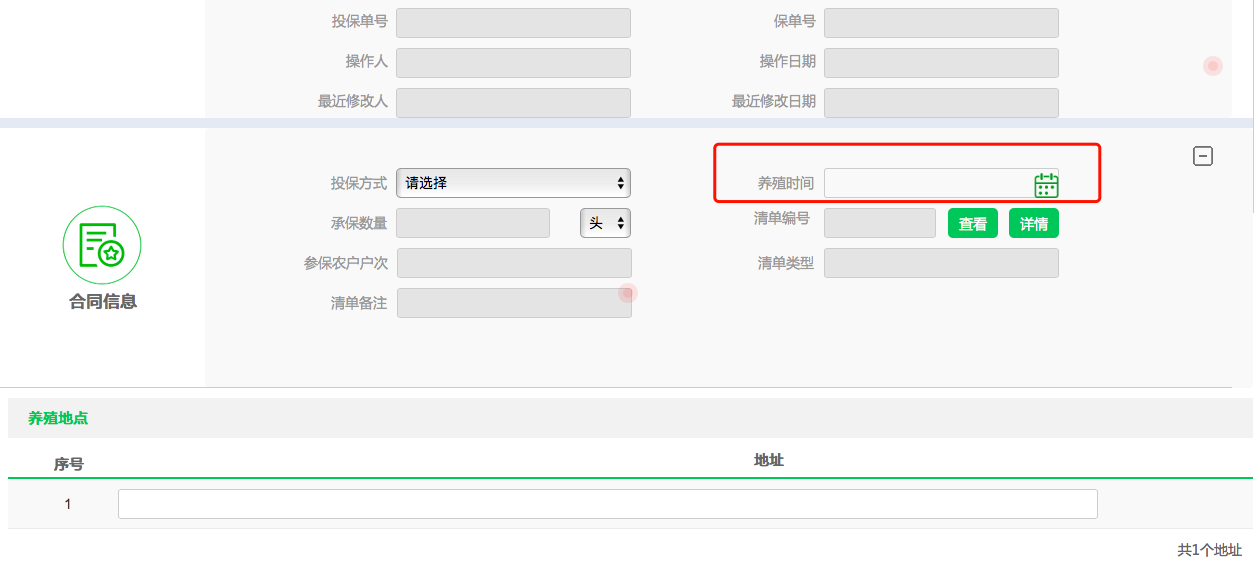 投保单号 保单号
操作人 操作日期
最近修改人 最近修改日期
投保方式 请选择 养殖时间
承保数量 头 清单编号 查看 详情
参保农户户次 清单类型
清单备注
合同信息
养殖地点
序号 地址
1
共1个地址